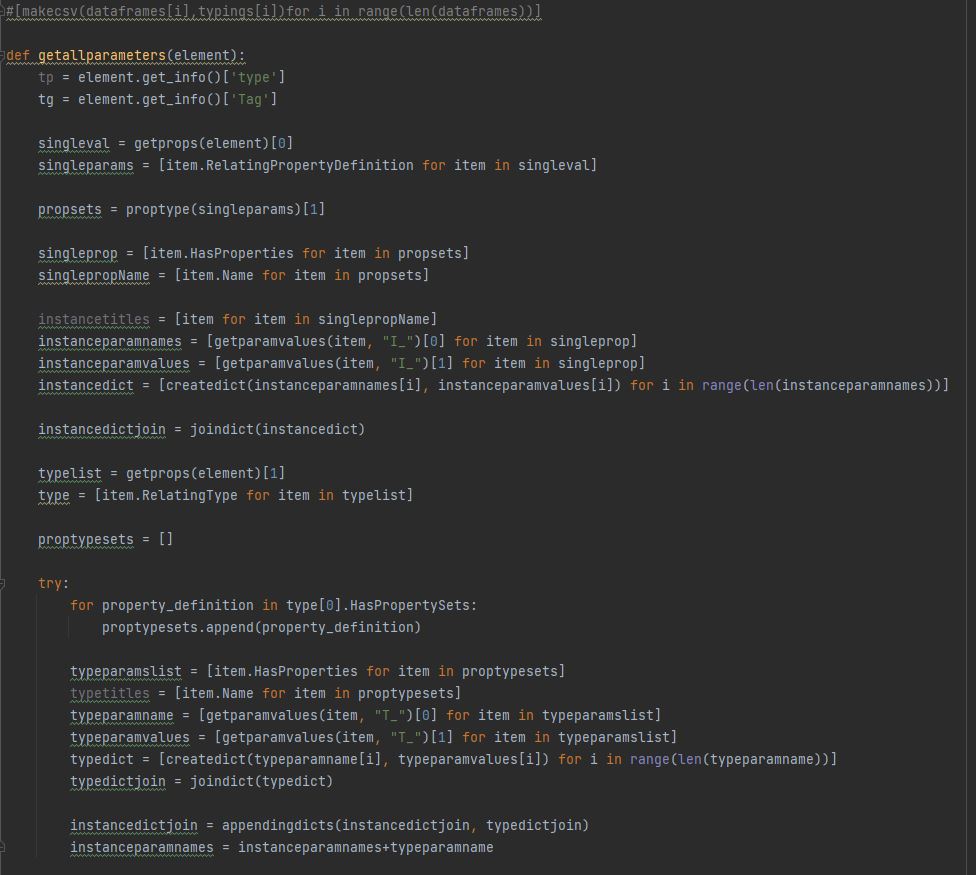 #[makecsv(dataframes[i],typings[i])for i in range(len(dataframes))]
def getallparameters(element):
tp = element.get_info()['type']
tg = element.get_info()['Tag']
singleval = getprops(element)[0]
singleparams = [item.RelatingPropertyDefinition for item in singleval]
propsets = proptype(singleparams)[1]
singleprop = [item.HasProperties for item in propsets]
singlepropName = [item.Name for item in propsets]
instancetitles = [item for item in singlepropName]
instanceparamnames = [getparamvalues(item, "I_")[0] for item in singleprop]
instanceparamvalues = [getparamvalues(item, "I_")[1] for item in singleprop]
instancedict = [createdict(instanceparamnames[i], instanceparamvalues[i]) for i in range(len(instanceparamnames))]
instancedictjoin = joindict(instancedict)
typelist = getprops(element)[1]
type = [item.RelatingType for item in typelist]
proptypesets = []
try:
for property_definition in type[0].HasPropertySets:
proptypesets.append(property_definition)
typeparamslist = [item.HasProperties for item in proptypesets]
typetitles = [item.Name for item in proptypesets]
typeparamname = [getparamvalues(item, "T_")[0] for item in typeparamslist]
typeparamvalues = [getparamvalues(item, "T_")[1] for item in typeparamslist]
typedict = [createdict(typeparamname[i], typeparamvalues[i]) for i in range(len(typeparamname))]
typedictjoin = joindict(typedict)
instancedictjoin = appendingdicts(instancedictjoin, typedictjoin)
instanceparamnames = instanceparamnames+typeparamname